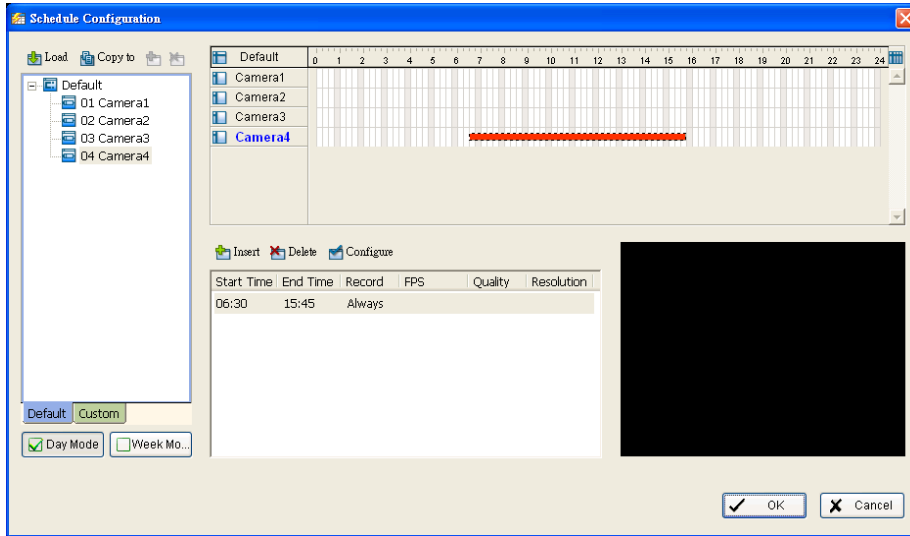 Schedule Configuration
Load Copy to
Default
01 Camera1
02 Camera2
03 Camera3
04 Camera4
Default Custom
Day Mode Week Mo...
Default 0 1 2 3 4 5 6 7 8 9 10 11 12 13 14 15 16 17 18 19 20 21 22 23 24
Camera1
Camera2
Camera3
Camera4
Insert Delete Configure
Start Time End Time Record FPS Quality Resolution
06:30 15:45 Always
OK Cancel